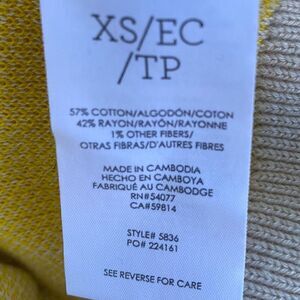 XS/EC
/TP
57% COTTON/ALGODÓN/COTON
42% RAYON/RAYÓN/RAYONNE
1% OTHER FIBERS/
OTRAS FIBRAS/D'AUTRES FIBRES
MADE IN CAMBODIA
HECHO EN CAMBOYA
FABRIQUÉ AU CAMBODGE
RN#54077
CA#59814
STYLE# 5836
PO# 224161
SEE REVERSE FOR CARE